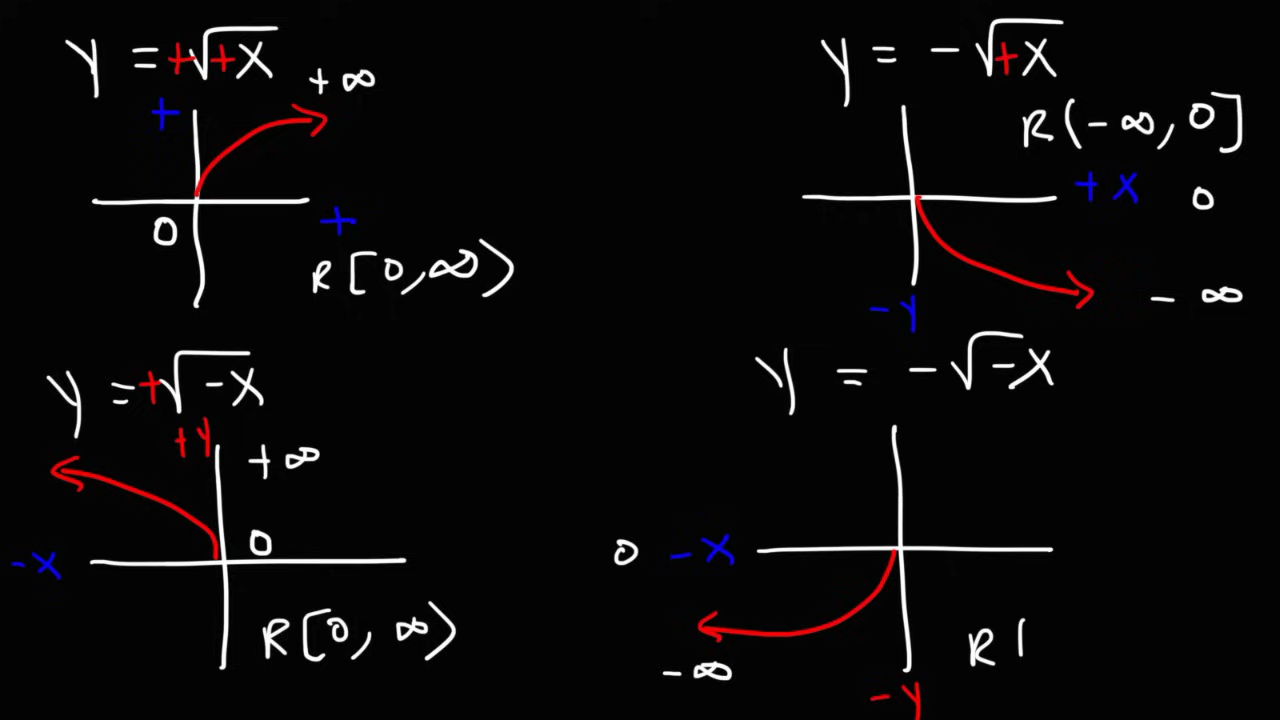 y = +√+x
+∞
+
0
+
R[0,∞)
y = -√+x
R(-∞,0]
+x
0
-y
-∞
y = +√-x
+y
+∞
0
-x
R[0,∞)
y = -√-x
0
-x
-∞
R(
-y